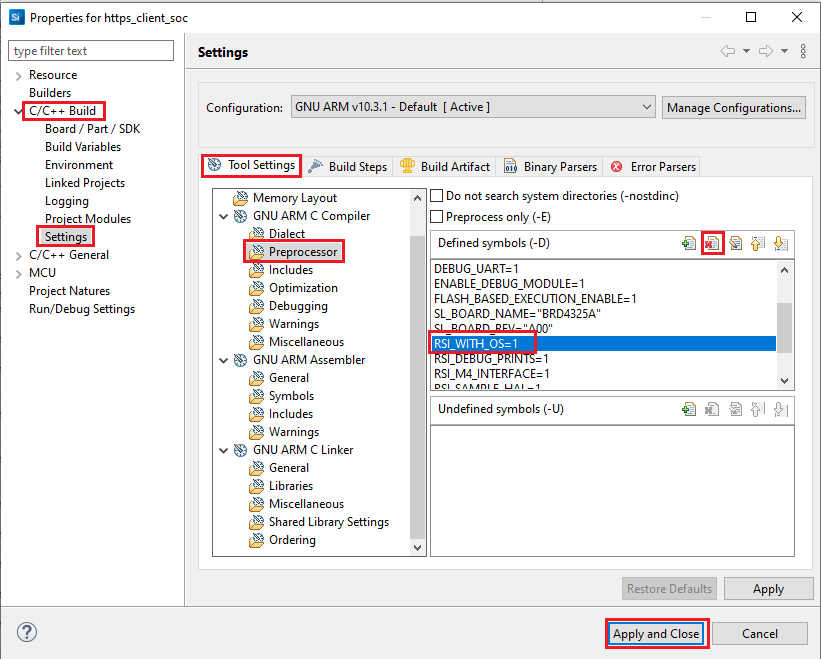 Si Properties for https_client_soc
type filter text
Resource
Builders
C/C++ Build
Board / Part / SDK
Build Variables
Environment
Linked Projects
Logging
Project Modules
Settings
C/C++ General
MCU
Project Natures
Run/Debug Settings
Settings
Configuration: GNU ARM v10.3.1 - Default [ Active ] Manage Configurations...
Tool Settings Build Steps Build Artifact Binary Parsers Error Parsers
Memory Layout
GNU ARM C Compiler
Dialect
Preprocessor
Includes
Optimization
Debugging
Warnings
Miscellaneous
GNU ARM Assembler
General
Symbols
Includes
Warnings
GNU ARM C Linker
General
Libraries
Miscellaneous
Shared Library Settings
Ordering
Do not search system directories (-nostdinc)
Preprocess only (-E)
Defined symbols (-D)
DEBUG_UART=1
ENABLE_DEBUG_MODULE=1
FLASH_BASED_EXECUTION_ENABLE=1
SL_BOARD_NAME="BRD4325A"
SL_BOARD_REV="A00"
RSI_WITH_OS=1
RSI_DEBUG_PRINTS=1
RSI_M4_INTERFACE=1
RSI_SAMPLE_HAL=1
Undefined symbols (-U)
Restore Defaults Apply
? Apply and Close Cancel